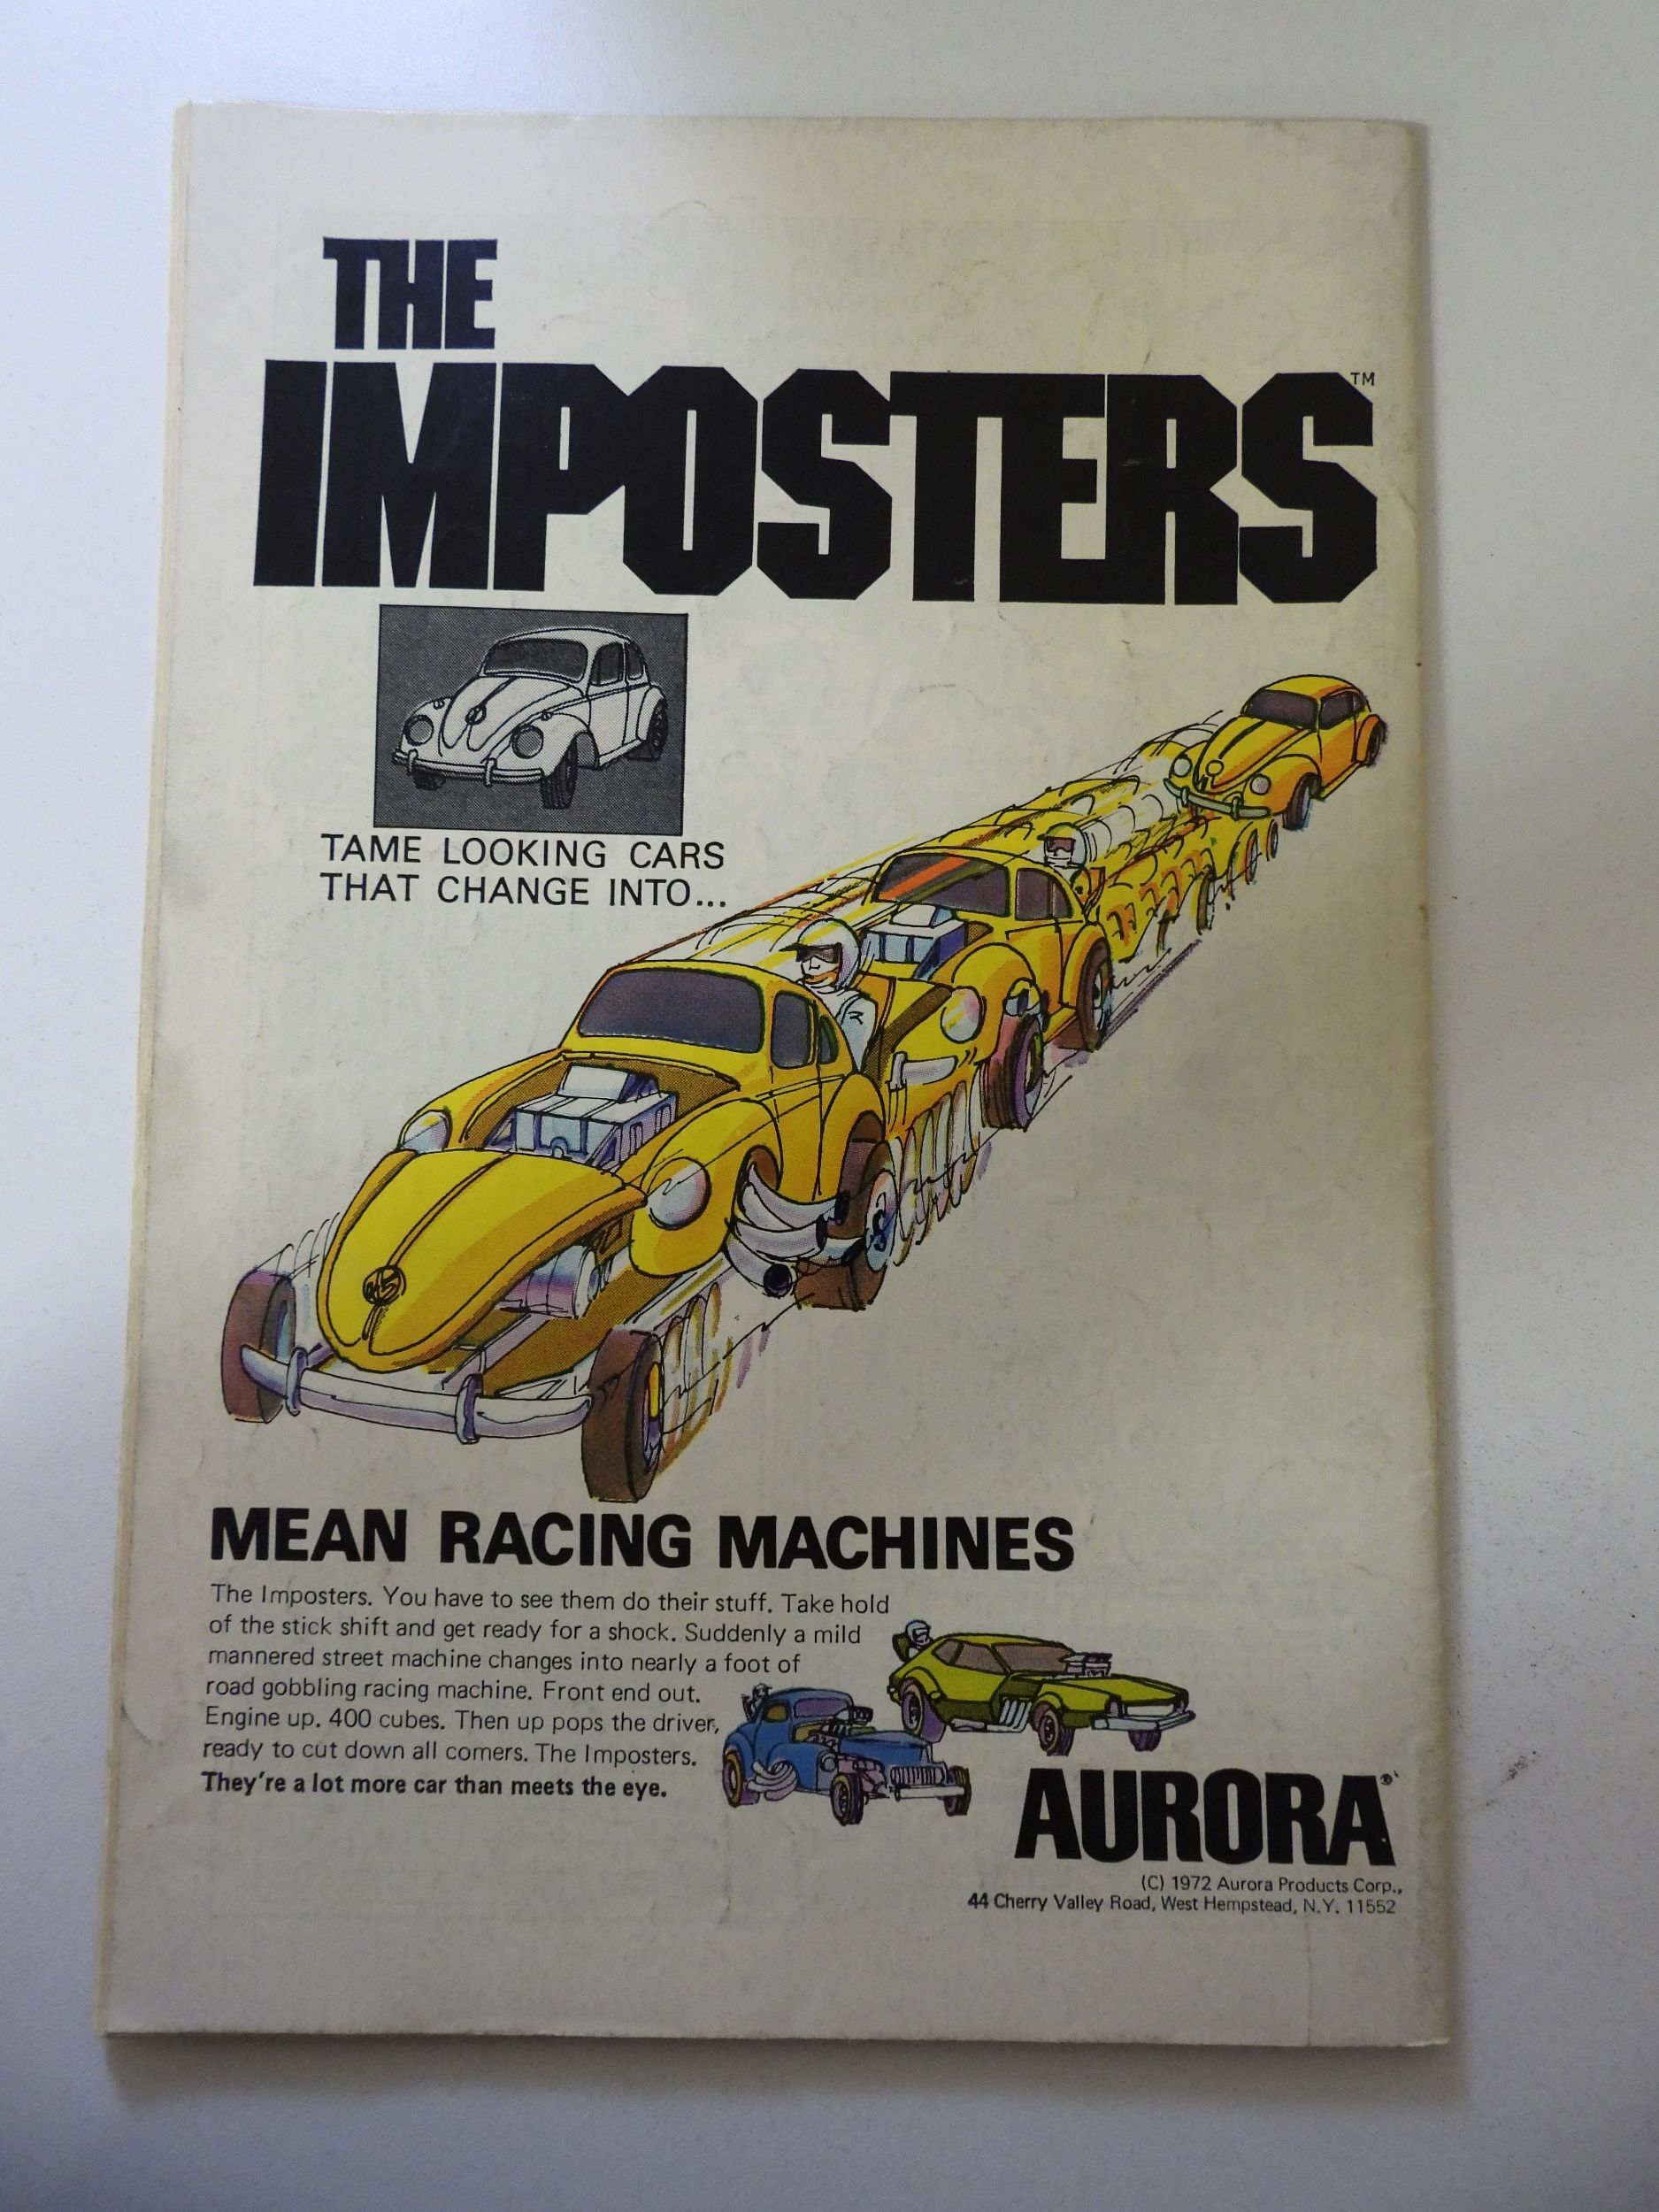 THE
IMPOSTERS™
TAME LOOKING CARS
THAT CHANGE INTO...
MEAN RACING MACHINES
The Imposters. You have to see them do their stuff. Take hold
of the stick shift and get ready for a shock. Suddenly a mild
mannered street machine changes into nearly a foot of
road gobbling racing machine. Front end out.
Engine up. 400 cubes. Then up pops the driver,
ready to cut down all comers. The Imposters.
They're a lot more car than meets the eye.
AURORA®
(C) 1972 Aurora Products Corp.,
44 Cherry Valley Road, West Hempstead, N.Y. 11552